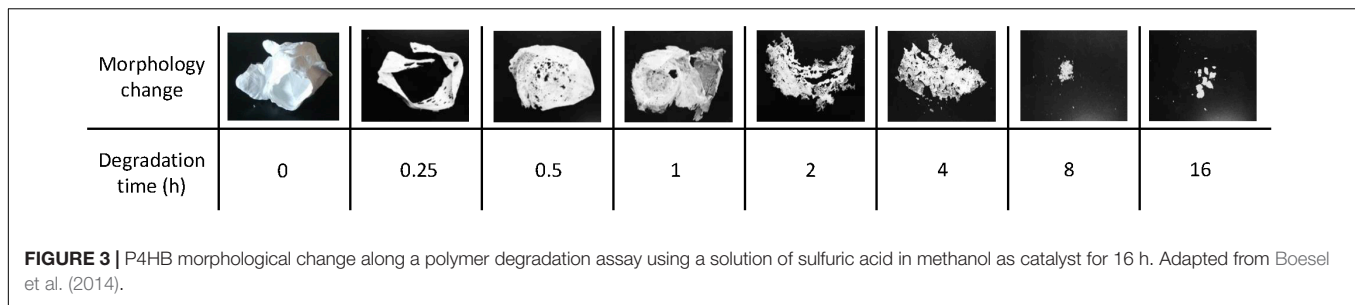 Morphology
change
Degradation
time (h)
0
0.25
0.5
1
2
4
8
16
FIGURE 3 | P4HB morphological change along a polymer degradation assay using a solution of sulfuric acid in methanol as catalyst for 16 h. Adapted from Boesel
et al. (2014).